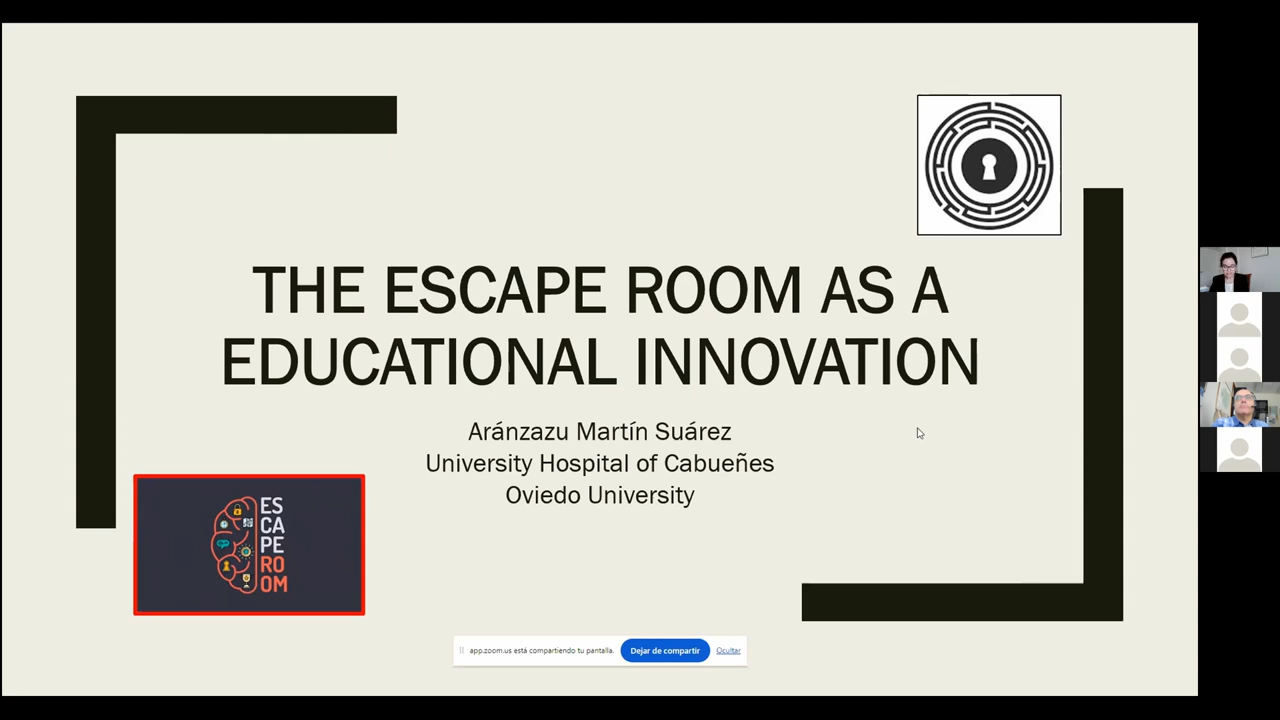 THE ESCAPE ROOM AS A
EDUCATIONAL INNOVATION
Aránzazu Martín Suárez
University Hospital of Cabueñes
Oviedo University
ES
CA
PE
RO
OM
app.zoom.us está compartiendo tu pantalla.
Dejar de compartir
Ocultar